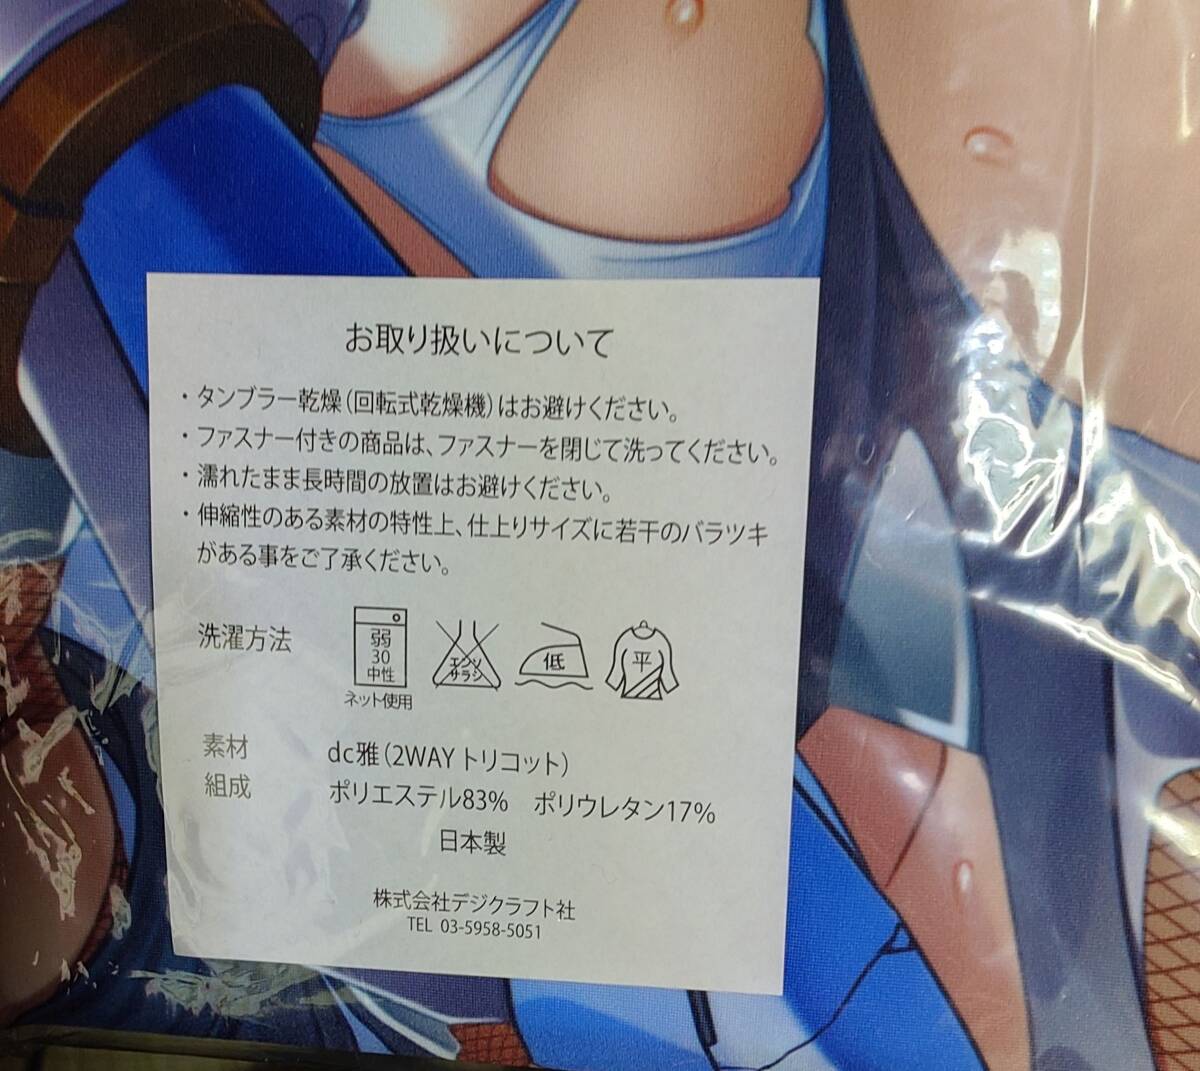 お取り扱いについて
・タンブラー乾燥(回転式乾燥機)はお避けください。
・ファスナー付きの商品は、ファスナーを閉じて洗ってください。
・濡れたまま長時間の放置はお避けください。
・伸縮性のある素材の特性上、仕上りサイズに若干のバラツキ
がある事をご了承ください。
洗濯方法
弱
30
中性
ネット使用
エンソ
サラシ
低
平
素材 dc雅(2WAYトリコット)
組成 ポリエステル83% ポリウレタン17%
日本製
株式会社デジクラフト社
TEL 03-5958-5051